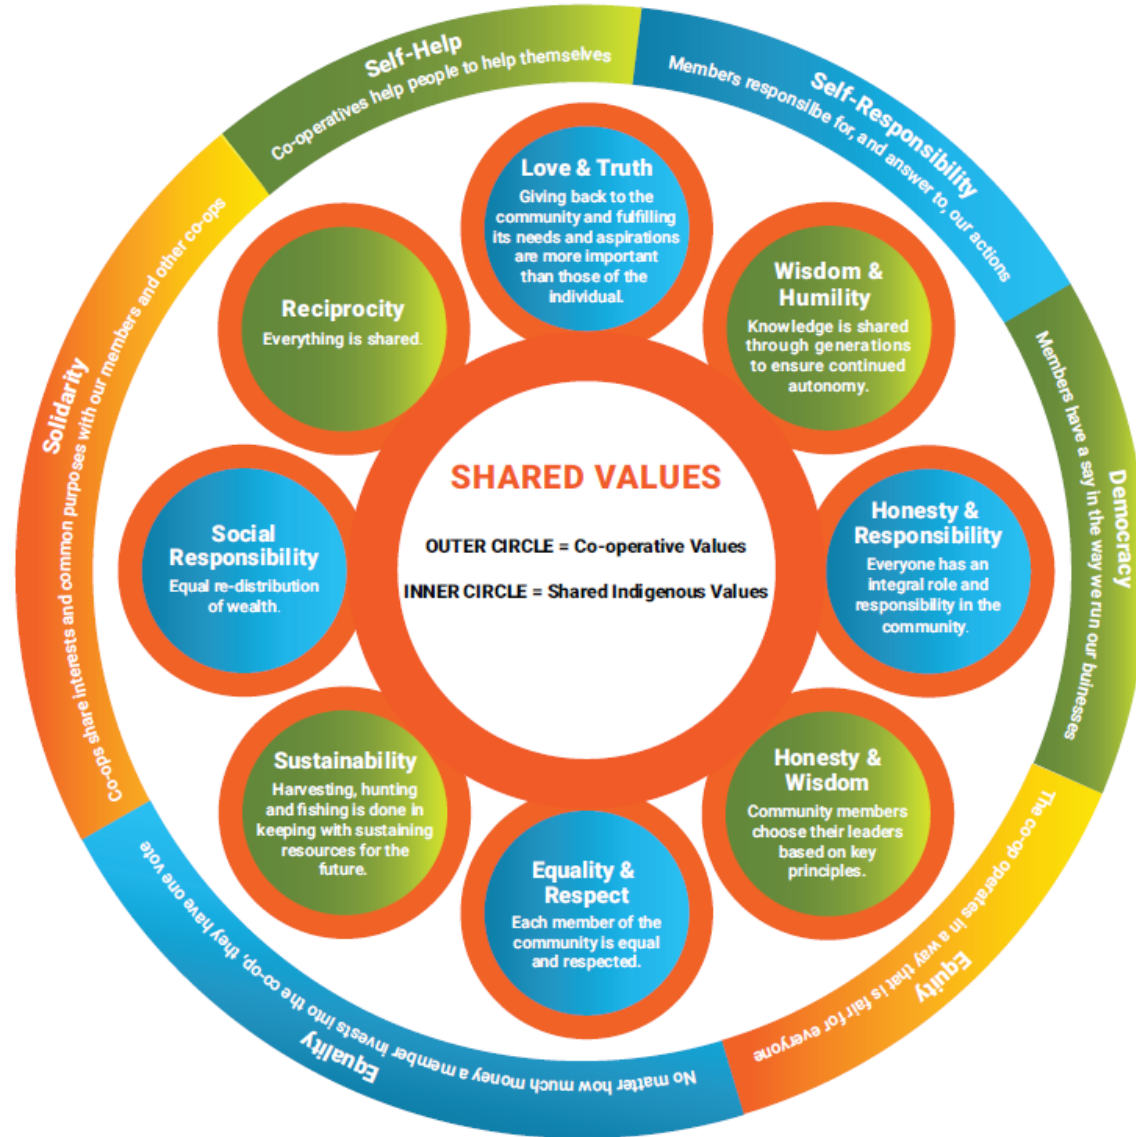 Self-Help
Co-operatives help people to help themselves
Self-Responsibility
Members responsilbe for, and answer to, our actions
Democracy
Members have a say in the way we run our buinesses
Equity
The co-op operates in a way that is fair for everyone
Equality
No matter how much money a member invests into the co-op, they have one vote
Solidarity
Co-ops share interests and common purposes with our members and other co-ops
Love & Truth
Giving back to the
community and fulfilling
its needs and aspirations
are more important
than those of the
individual.
Wisdom &
Humility
Knowledge is shared
through generations
to ensure continued
autonomy.
Honesty &
Responsibility
Everyone has an
integral role and
responsibility in the
community.
Honesty &
Wisdom
Community members
choose their leaders
based on key
principles.
Equality &
Respect
Each member of the
community is equal
and respected.
Sustainability
Harvesting, hunting
and fishing is done in
keeping with sustaining
resources for the
future.
Social
Responsibility
Equal re-distribution
of wealth.
Reciprocity
Everything is shared.
SHARED VALUES
OUTER CIRCLE = Co-operative Values
INNER CIRCLE = Shared Indigenous Values